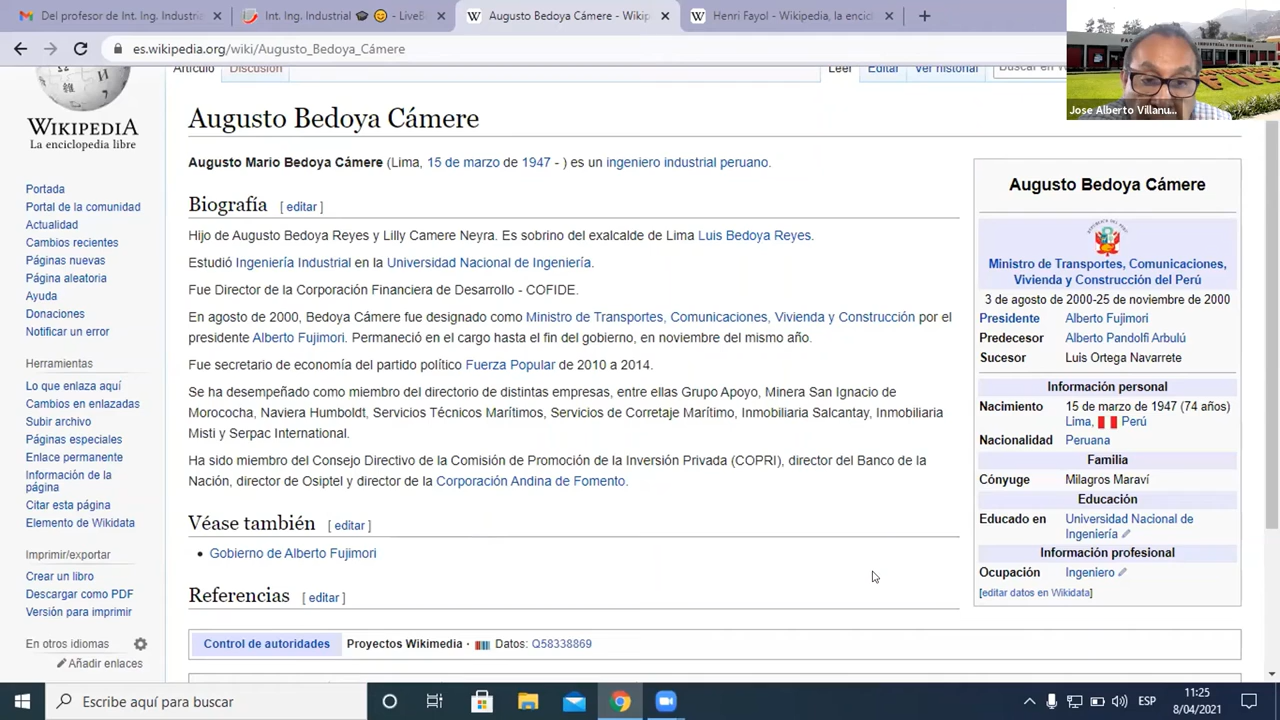 Del profesor de Int. Ing. Industria
Int. Ing. Industrial 🎓 😊 - LiveB
Augusto Bedoya Cámere - Wikip
Henri Fayol - Wikipedia, la encicl
es.wikipedia.org/wiki/Augusto_Bedoya_Cámere
Artículo Discusión
Leer Editar Ver historial
Jose Alberto Villanu...
WIKIPEDIA
La enciclopedia libre
Portada
Portal de la comunidad
Actualidad
Cambios recientes
Páginas nuevas
Página aleatoria
Ayuda
Donaciones
Notificar un error
Herramientas
Lo que enlaza aquí
Cambios en enlazadas
Subir archivo
Páginas especiales
Enlace permanente
Información de la
página
Citar esta página
Elemento de Wikidata
Imprimir/exportar
Crear un libro
Descargar como PDF
Versión para imprimir
En otros idiomas
Añadir enlaces
Augusto Bedoya Cámere
Augusto Mario Bedoya Cámere (Lima, 15 de marzo de 1947 - ) es un ingeniero industrial peruano.
Biografía [ editar ]
Hijo de Augusto Bedoya Reyes y Lilly Camere Neyra. Es sobrino del exalcalde de Lima Luis Bedoya Reyes.
Estudió Ingeniería Industrial en la Universidad Nacional de Ingeniería.
Fue Director de la Corporación Financiera de Desarrollo - COFIDE.
En agosto de 2000, Bedoya Cámere fue designado como Ministro de Transportes, Comunicaciones, Vivienda y Construcción por el
presidente Alberto Fujimori. Permaneció en el cargo hasta el fin del gobierno, en noviembre del mismo año.
Fue secretario de economía del partido político Fuerza Popular de 2010 a 2014.
Se ha desempeñado como miembro del directorio de distintas empresas, entre ellas Grupo Apoyo, Minera San Ignacio de
Morococha, Naviera Humboldt, Servicios Técnicos Marítimos, Servicios de Corretaje Marítimo, Inmobiliaria Salcantay, Inmobiliaria
Misti y Serpac International.
Ha sido miembro del Consejo Directivo de la Comisión de Promoción de la Inversión Privada (COPRI), director del Banco de la
Nación, director de Osiptel y director de la Corporación Andina de Fomento.
Véase también [ editar ]
Gobierno de Alberto Fujimori
Referencias [ editar ]
Control de autoridades Proyectos Wikimedia · Datos: Q58338869
Augusto Bedoya Cámere
Ministro de Transportes, Comunicaciones,
Vivienda y Construcción del Perú
3 de agosto de 2000-25 de noviembre de 2000
Presidente Alberto Fujimori
Predecesor Alberto Pandolfi Arbulú
Sucesor Luis Ortega Navarrete
Información personal
Nacimiento 15 de marzo de 1947 (74 años)
Lima, Perú
Nacionalidad Peruana
Familia
Cónyuge Milagros Maraví
Educación
Educado en Universidad Nacional de
Ingeniería
Información profesional
Ocupación Ingeniero
[editar datos en Wikidata]
Escribe aquí para buscar
ESP
11:25
8/04/2021